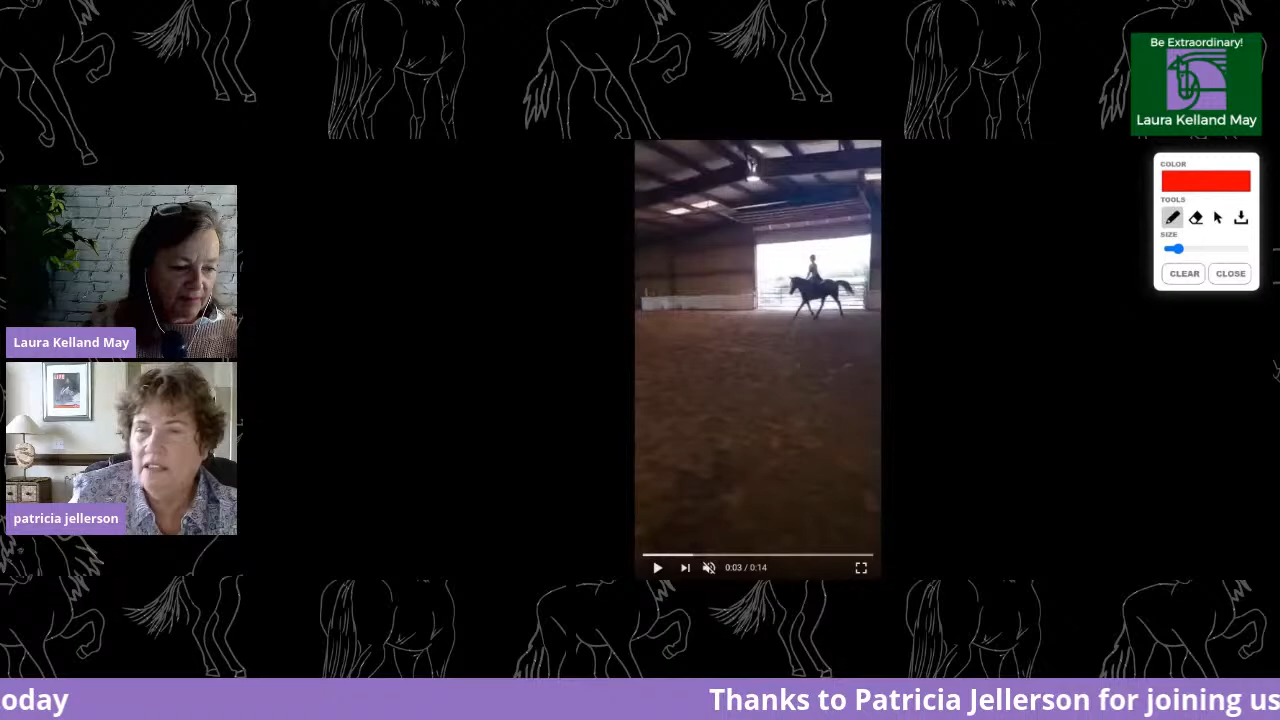 Be Extraordinary!
Laura Kelland May
COLOR
TOOLS
SIZE
CLEAR
CLOSE
Laura Kelland May
patricia jellerson
0:03 / 0:14
oday
Thanks to Patricia Jellerson for joining us